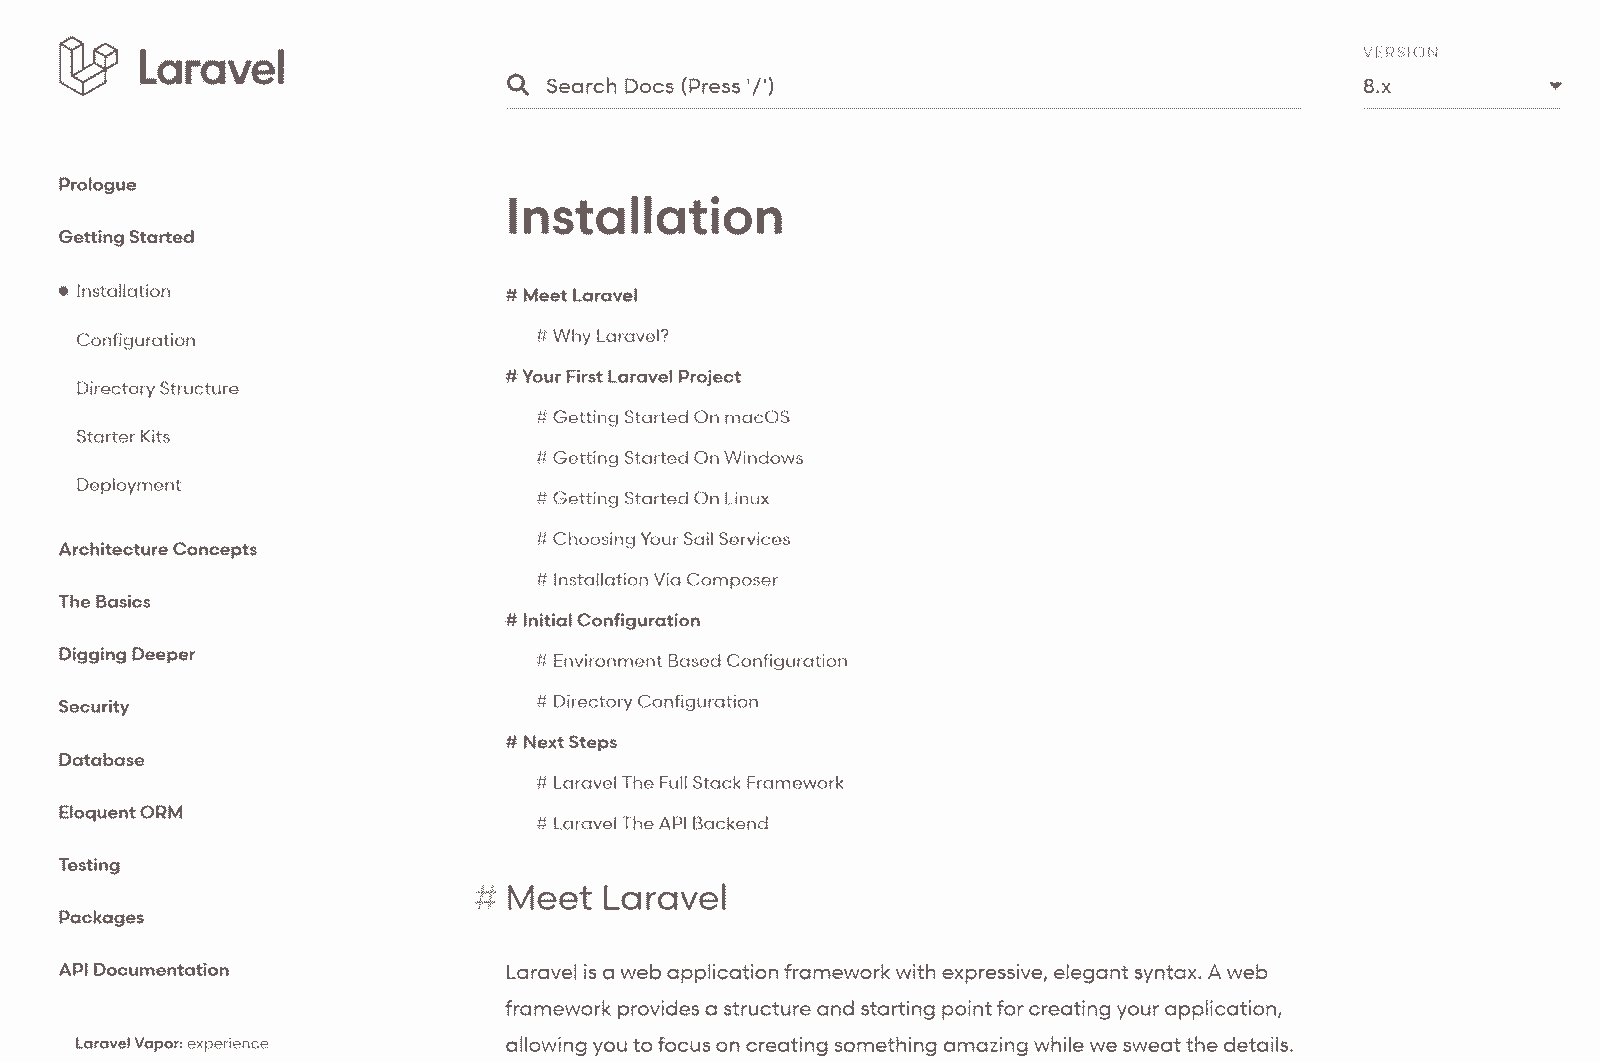 Laravel
Search Docs (Press '/')
VERSION
8.x
Prologue
Getting Started
Installation
Configuration
Directory Structure
Starter Kits
Deployment
Architecture Concepts
The Basics
Digging Deeper
Security
Database
Eloquent ORM
Testing
Packages
API Documentation
Laravel Vapor: experience
Installation
# Meet Laravel
# Why Laravel?
# Your First Laravel Project
# Getting Started On macOS
# Getting Started On Windows
# Getting Started On Linux
# Choosing Your Sail Services
# Installation Via Composer
# Initial Configuration
# Environment Based Configuration
# Directory Configuration
# Next Steps
# Laravel The Full Stack Framework
# Laravel The API Backend
# Meet Laravel
Laravel is a web application framework with expressive, elegant syntax. A web
framework provides a structure and starting point for creating your application,
allowing you to focus on creating something amazing while we sweat the details.